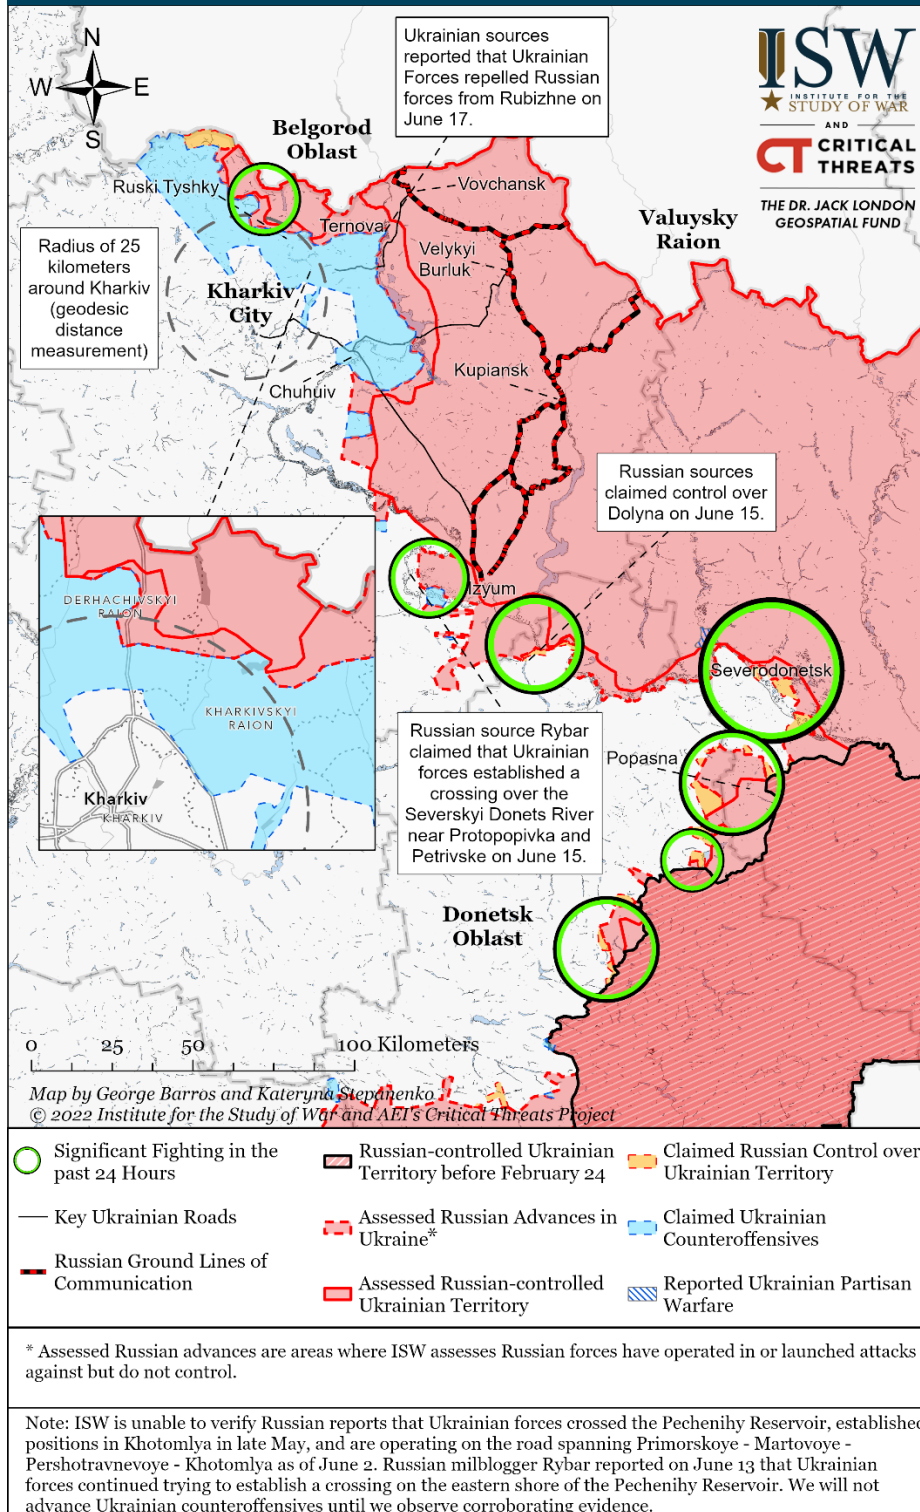 N
W E
S
Ukrainian sources
reported that Ukrainian
Forces repelled Russian
forces from Rubizhne on
June 17.
ISW
INSTITUTE FOR THE
STUDY OF WAR
AND
CT CRITICAL
THREATS
THE DR. JACK LONDON
GEOSPATIAL FUND
Belgorod
Oblast
Ruski Tyshky
Vovchansk
Ternova
Valuysky
Raion
Velykyi
Burluk
Radius of 25
kilometers
around Kharkiv
(geodesic
distance
measurement)
Kharkiv
City
Kupiansk
Chuhuiv
Russian sources
claimed control over
Dolyna on June 15.
DERHACHIVSKYI
RAION
KHARKIVSKYI
RAION
Kharkiv
KHARKIV
Izyum
Severodonetsk
Russian source Rybar
claimed that Ukrainian
forces established a
crossing over the
Severskyi Donets River
near Protopopivka and
Petrivske on June 15.
Popasna
Donetsk
Oblast
0 25 50 100 Kilometers
Map by George Barros and Kateryna Stepanenko
© 2022 Institute for the Study of War and AEI's Critical Threats Project
Significant Fighting in the
past 24 Hours
Key Ukrainian Roads
Russian Ground Lines of
Communication
Russian-controlled Ukrainian
Territory before February 24
Assessed Russian Advances in
Ukraine*
Assessed Russian-controlled
Ukrainian Territory
Claimed Russian Control over
Ukrainian Territory
Claimed Ukrainian
Counteroffensives
Reported Ukrainian Partisan
Warfare
* Assessed Russian advances are areas where ISW assesses Russian forces have operated in or launched attacks
against but do not control.
Note: ISW is unable to verify Russian reports that Ukrainian forces crossed the Pechenihy Reservoir, established
positions in Khotomlya in late May, and are operating on the road spanning Primorskoye - Martovoye -
Pershotravnevoye - Khotomlya as of June 2. Russian milblogger Rybar reported on June 13 that Ukrainian
forces continued trying to establish a crossing on the eastern shore of the Pechenihy Reservoir. We will not
advance Ukrainian counteroffensives until we observe corroborating evidence.